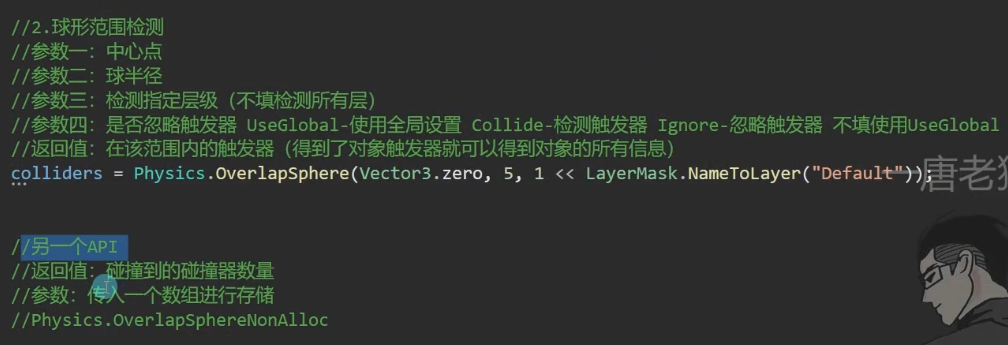 //2.球形范围检测
//参数一：中心点
//参数二：球半径
//参数三：检测指定层级（不填检测所有层）
//参数四：是否忽略触发器 UseGlobal-使用全局设置 Collide-检测触发器 Ignore-忽略触发器 不填使用UseGlobal
//返回值：在该范围内的触发器（得到了对象触发器就可以得到对象的所有信息）
colliders = Physics.OverlapSphere(Vector3.zero, 5, 1 << LayerMask.NameToLayer("Default"));
唐老
//另一个API
//返回值：碰撞到的碰撞器数量
//参数：传入一个数组进行存储
//Physics.OverlapSphereNonAlloc